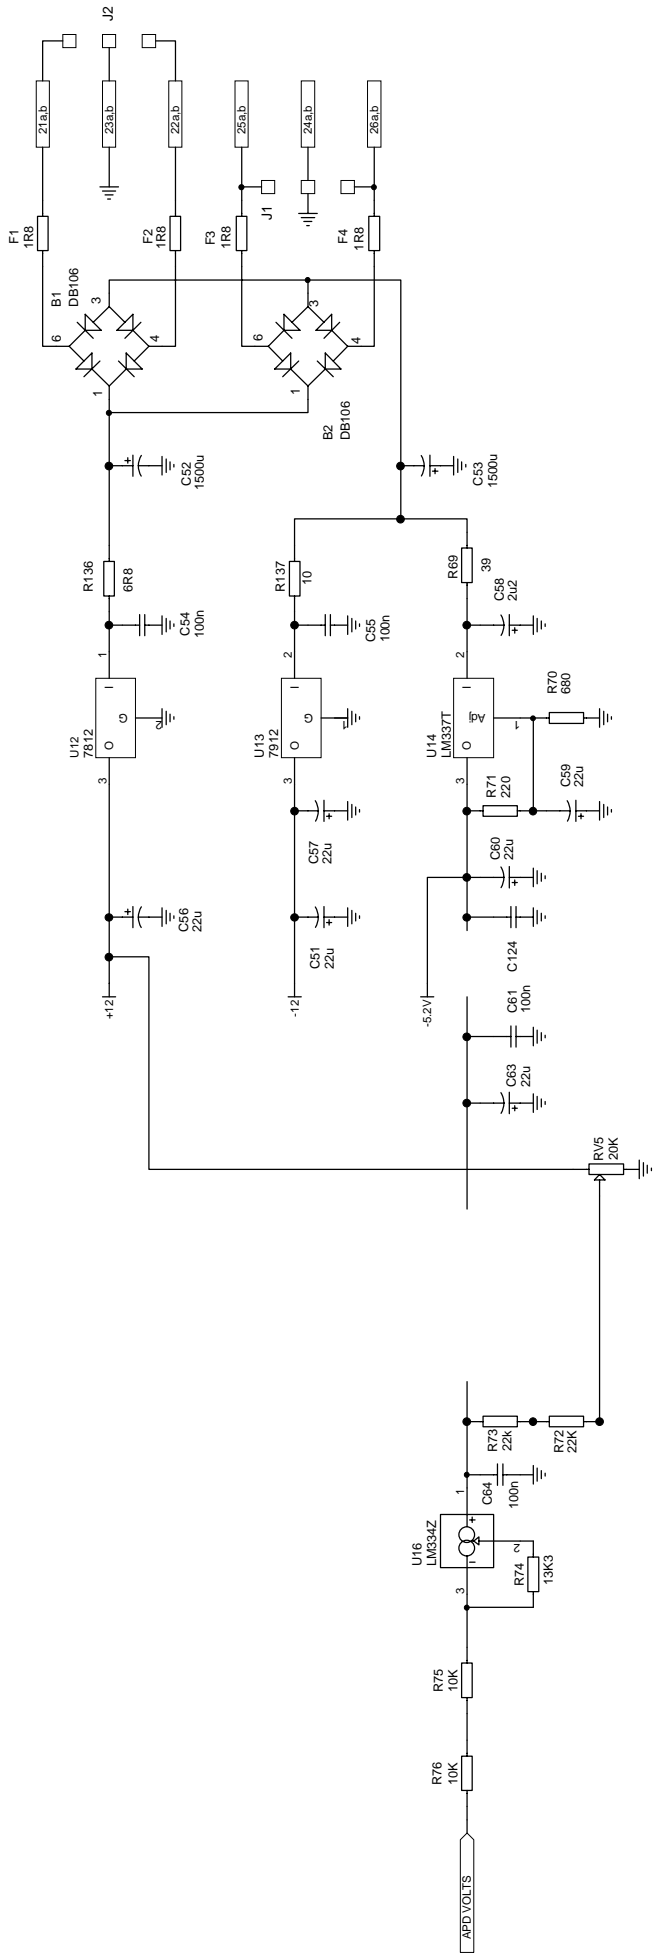 J2
21a,b
23a,b
22a,b
25a,b
24a,b
26a,b
J1
F1
1R8
F2
1R8
F3
1R8
F4
1R8
B1
DB106
6
3
4
1
6
3
4
1
B2
DB106
+
C52
1500u
+
C53
1500u
R136
6R8
R137
10
R69
39
C54
100n
C55
100n
C58
2u2
+
1
I
G
2
O
3
U12
7812
2
I
G
1
O
3
U13
7912
2
I
Adj
1
O
3
U14
LM337T
R70
680
R71
220
C59
22u
+
C57
22u
+
C60
22u
+
C56
22u
+
C51
22u
+
C124
+12
-12
-5.2V
C61
100n
C63
22u
+
RV5
20K
R73
22k
R72
22K
C64
100n
1
+
2
I
3
U16
LM334Z
R74
13K3
R75
10K
R76
10K
APD VOLTS